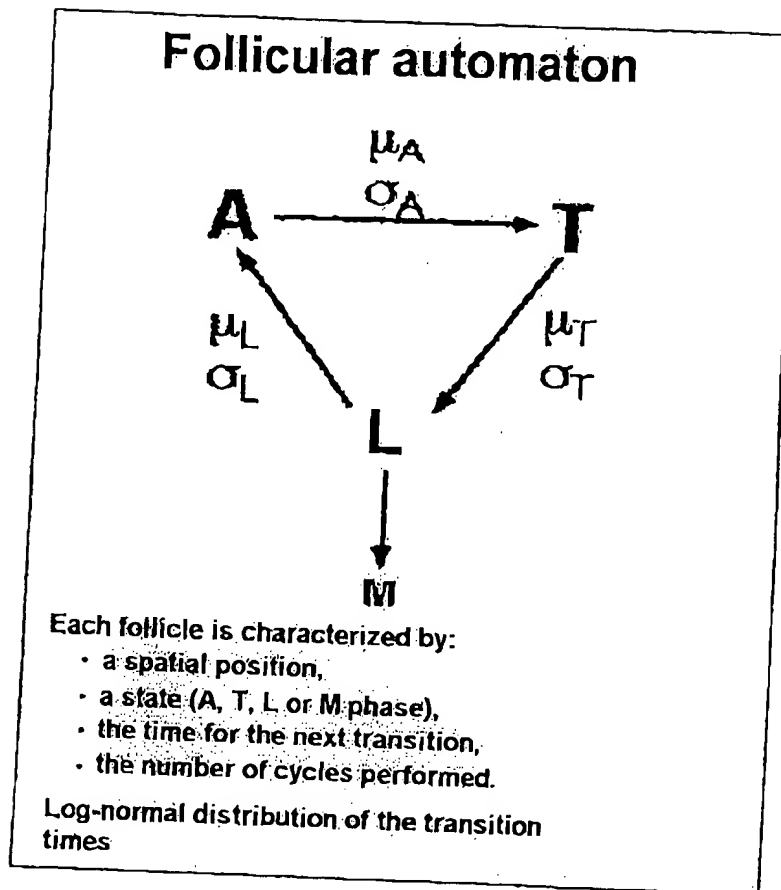 Follicular automaton
μA
σA
A T
μL μT
σL σT
L
M
Each follicle is characterized by:
· a spatial position,
· a state (A, T, L or M phase),
· the time for the next transition,
· the number of cycles performed.
Log-normal distribution of the transition
times